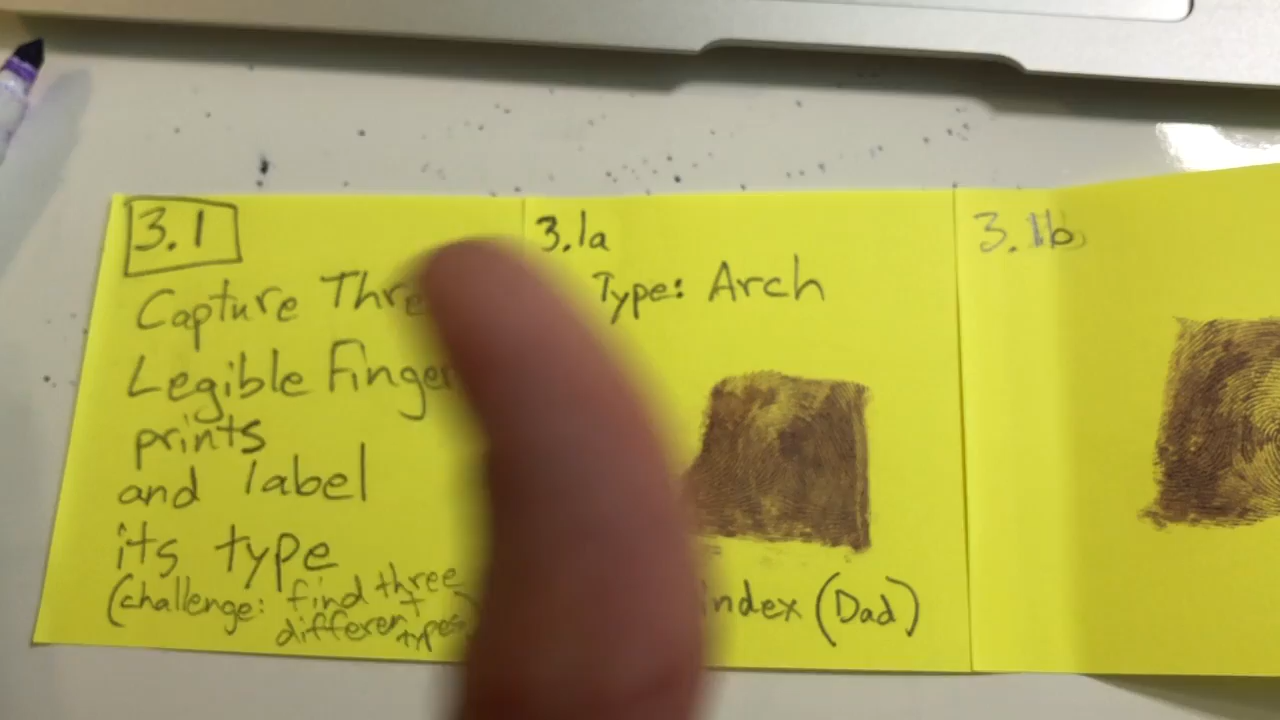 3.1
Capture Thre
Legible Finger
prints
and label
its type
(challenge: find three
different
types)
3.1a
Type: Arch
Index (Dad)
3.1b